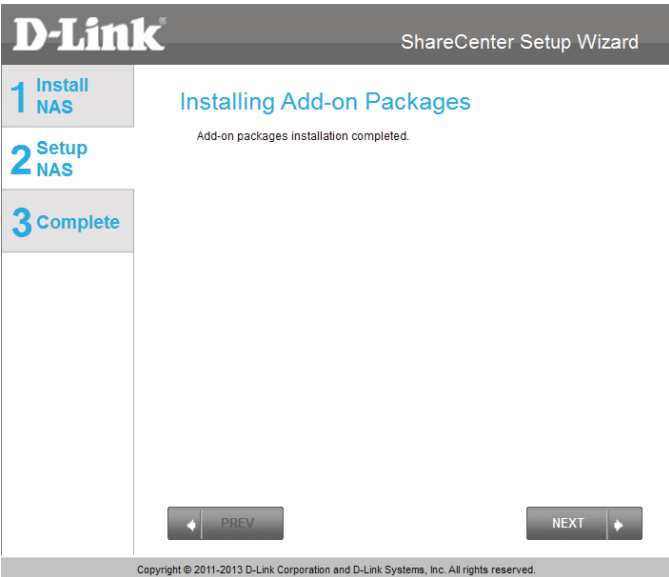 D-Link®
ShareCenter Setup Wizard
1 Install
NAS
2 Setup
NAS
3 Complete
Installing Add-on Packages
Add-on packages installation completed.
PREV
NEXT
Copyright © 2011-2013 D-Link Corporation and D-Link Systems, Inc. All rights reserved.